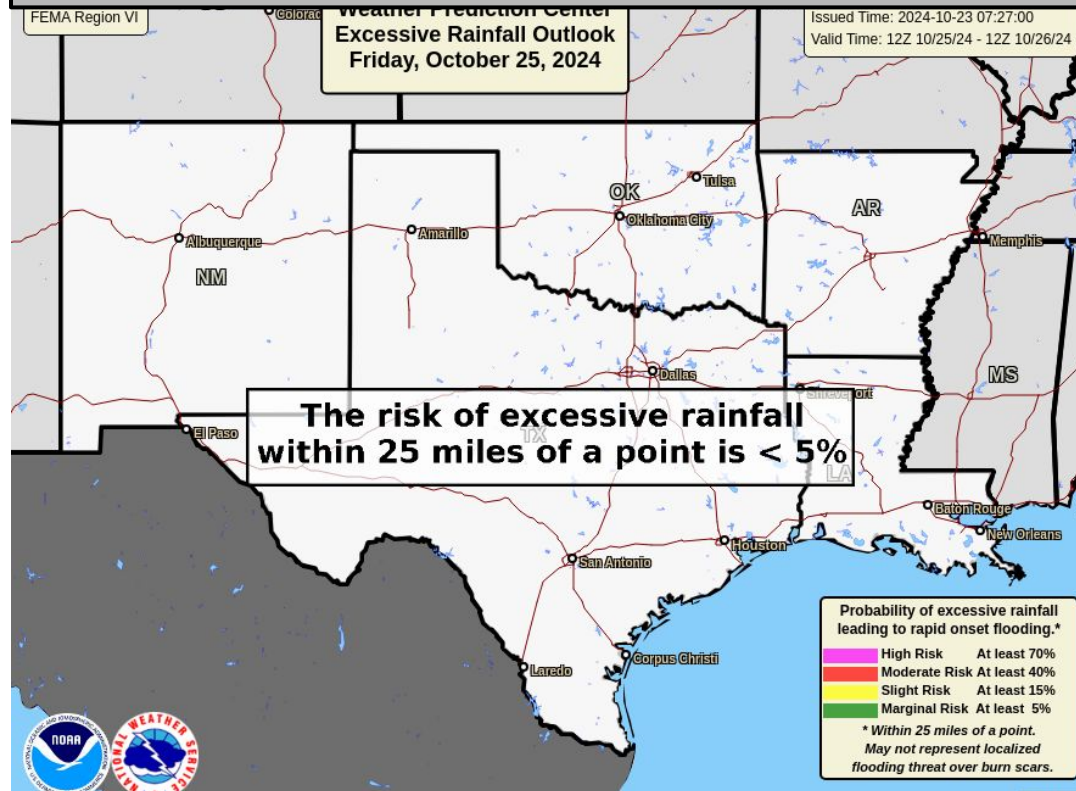 FEMA Region VI
Weather Prediction Center
Excessive Rainfall Outlook
Friday, October 25, 2024
Issued Time: 2024-10-23 07:27:00
Valid Time: 12Z 10/25/24 - 12Z 10/26/24
Tulsa
OK
AR
Oklahoma City
Amarillo
Albuquerque
Memphis
NM
Dallas
MS
Shreveport
The risk of excessive rainfall
within 25 miles of a point is < 5%
El Paso
TX
LA
Baton Rouge
New Orleans
Houston
San Antonio
Corpus Christi
Laredo
Probability of excessive rainfall
leading to rapid onset flooding.*
High Risk At least 70%
Moderate Risk At least 40%
Slight Risk At least 15%
Marginal Risk At least 5%
* Within 25 miles of a point.
May not represent localized
flooding threat over burn scars.
NOAA
NATIONAL WEATHER SERVICE